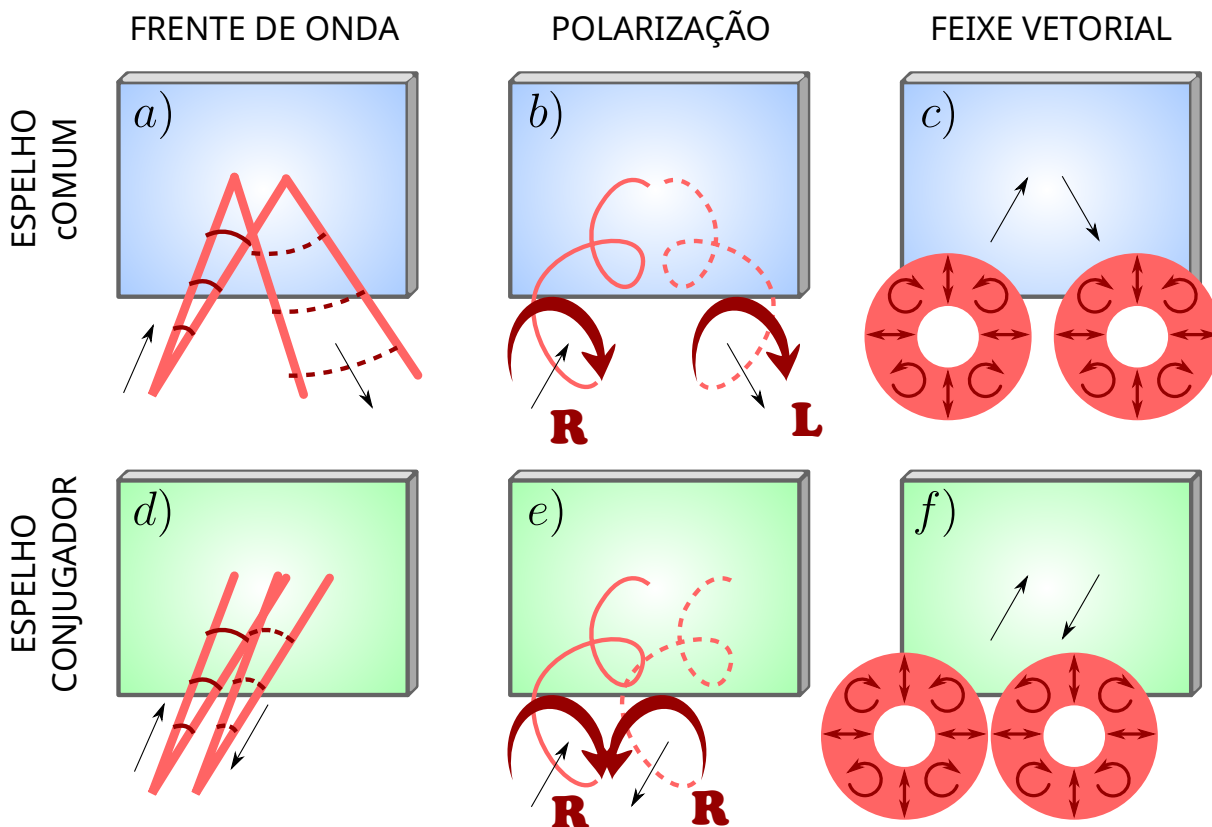 FRENTE DE ONDA
POLARIZAÇÃO
FEIXE VETORIAL
ESPELHO
cOMUM
a)
b)
c)
R
L
ESPELHO
CONJUGADOR
d)
e)
f)
R
R